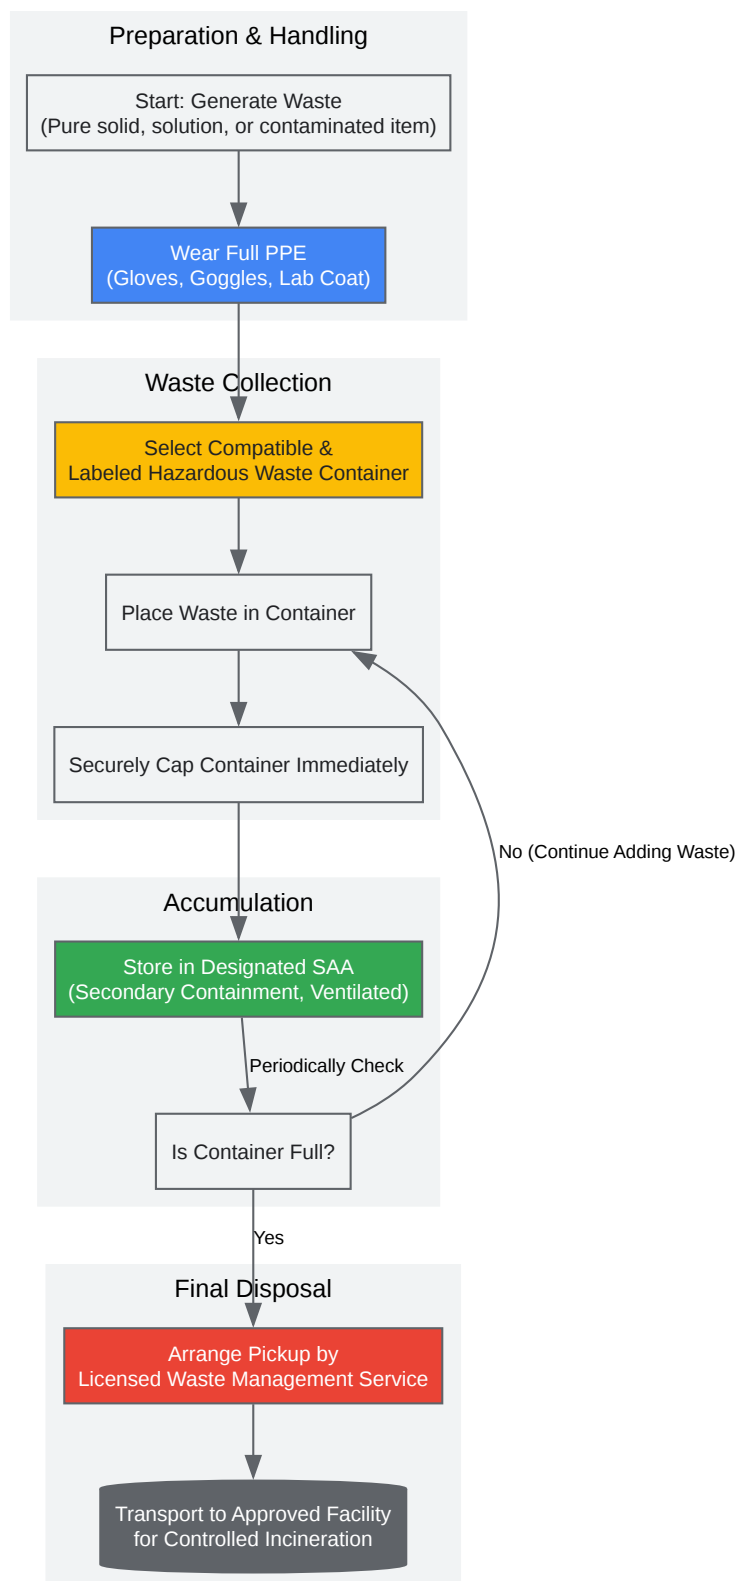 Preparation & Handling
Start: Generate Waste
(Pure solid, solution, or contaminated item)
Wear Full PPE
(Gloves, Goggles, Lab Coat)
Waste Collection
Select Compatible &
Labeled Hazardous Waste Container
Place Waste in Container
Securely Cap Container Immediately
No (Continue Adding Waste)
Accumulation
Store in Designated SAA
(Secondary Containment, Ventilated)
Periodically Check
Is Container Full?
Yes
Final Disposal
Arrange Pickup by
Licensed Waste Management Service
Transport to Approved Facility
for Controlled Incineration